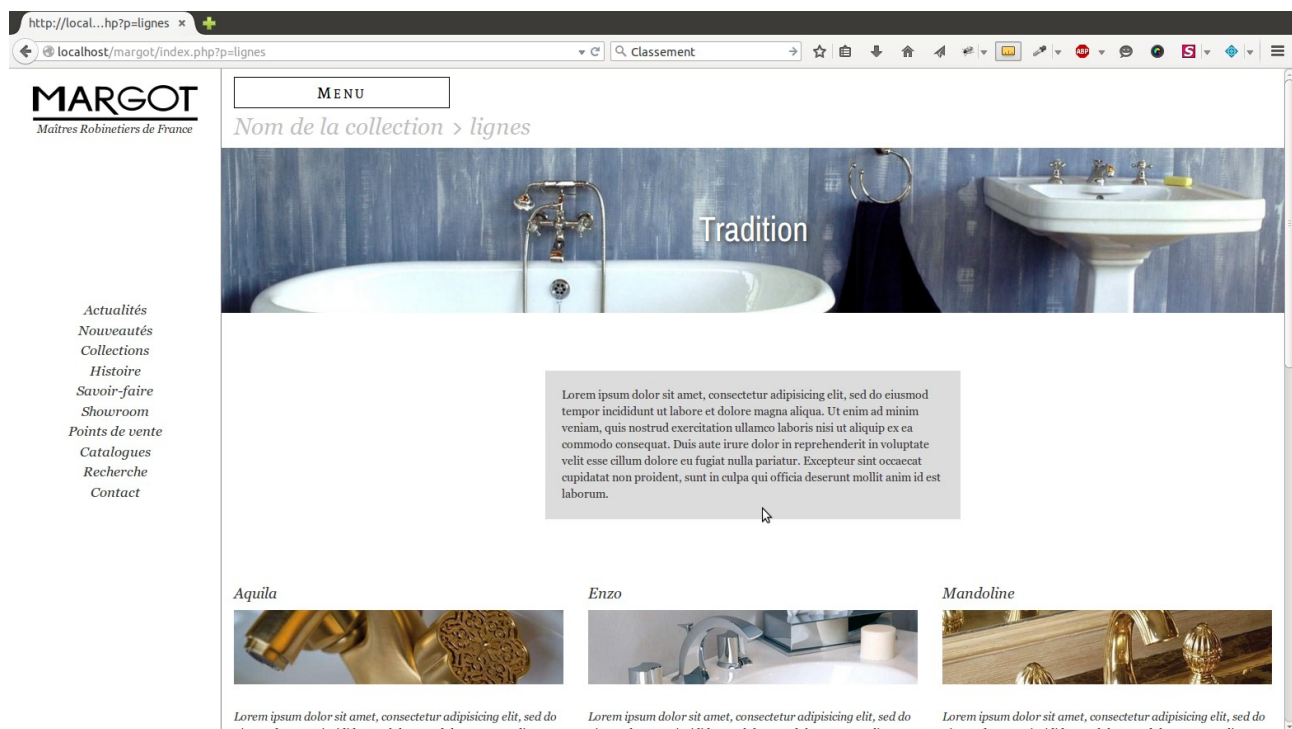 http://local...hp?p=lignes
localhost/margot/index.php?p=lignes
Classement
ABP
S
MARGOT
Maîtres Robinetiers de France
MENU
Nom de la collection > lignes
Tradition
Actualités
Nouveautés
Collections
Histoire
Savoir-faire
Showroom
Points de vente
Catalogues
Recherche
Contact
Lorem ipsum dolor sit amet, consectetur adipisicing elit, sed do eiusmod
tempor incididunt ut labore et dolore magna aliqua. Ut enim ad minim
veniam, quis nostrud exercitation ullamco laboris nisi ut aliquip ex ea
commodo consequat. Duis aute irure dolor in reprehenderit in voluptate
velit esse cillum dolore eu fugiat nulla pariatur. Excepteur sint occaecat
cupidatat non proident, sunt in culpa qui officia deserunt mollit anim id est
laborum.
Aquila
Enzo
Mandoline
Lorem ipsum dolor sit amet, consectetur adipisicing elit, sed do
Lorem ipsum dolor sit amet, consectetur adipisicing elit, sed do
Lorem ipsum dolor sit amet, consectetur adipisicing elit, sed do